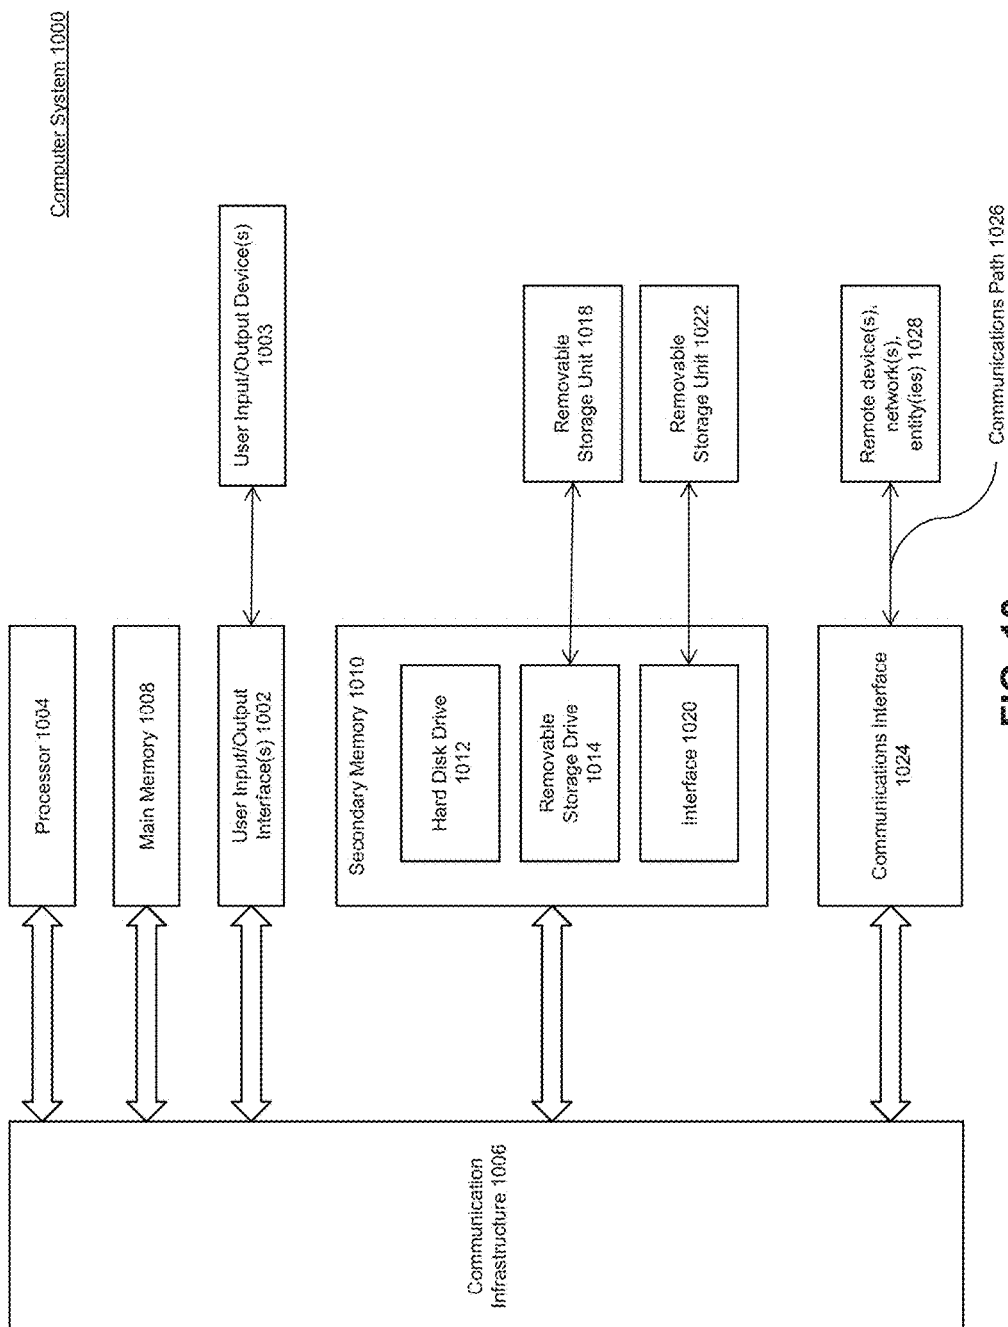 Computer System 1000
Communication
Infrastructure 1006
Processor 1004
Main Memory 1008
User Input/Output
Interface(s) 1002
User Input/Output Device(s)
1003
Secondary Memory 1010
Hard Disk Drive
1012
Removable
Storage Drive
1014
Removable
Storage Unit 1018
Interface 1020
Removable
Storage Unit 1022
Communications Interface
1024
Remote device(s),
network(s),
entity(ies) 1028
Communications Path 1026
FIG. 10